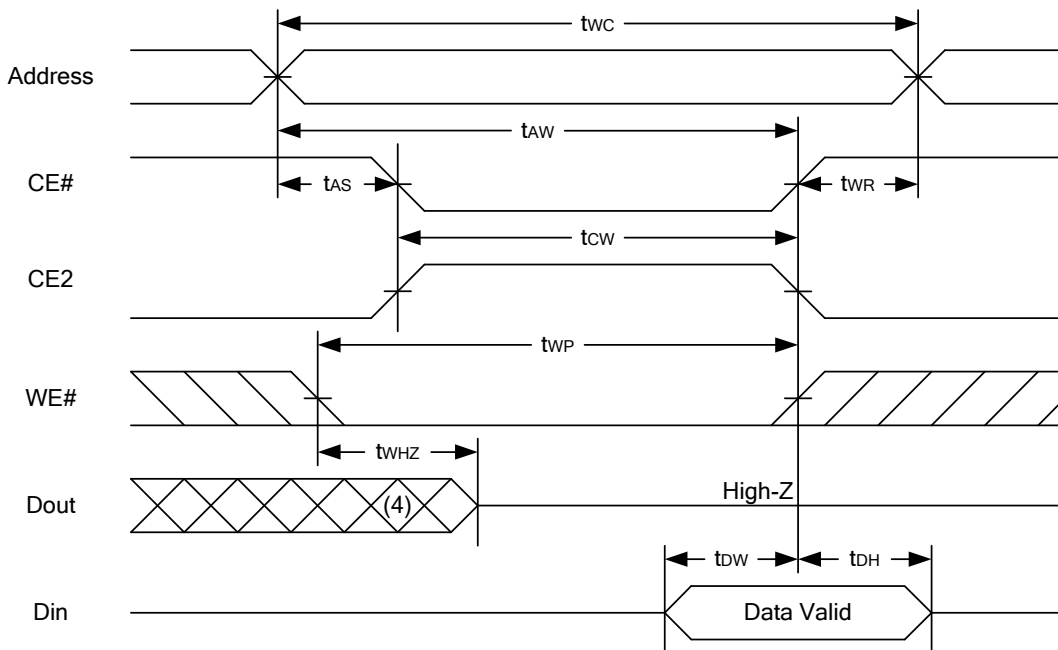 tWC
Address
tAW
CE#
tAS
tWR
tCW
CE2
tWP
WE#
tWHZ
Dout
(4)
High-Z
tDW
tDH
Din
Data Valid